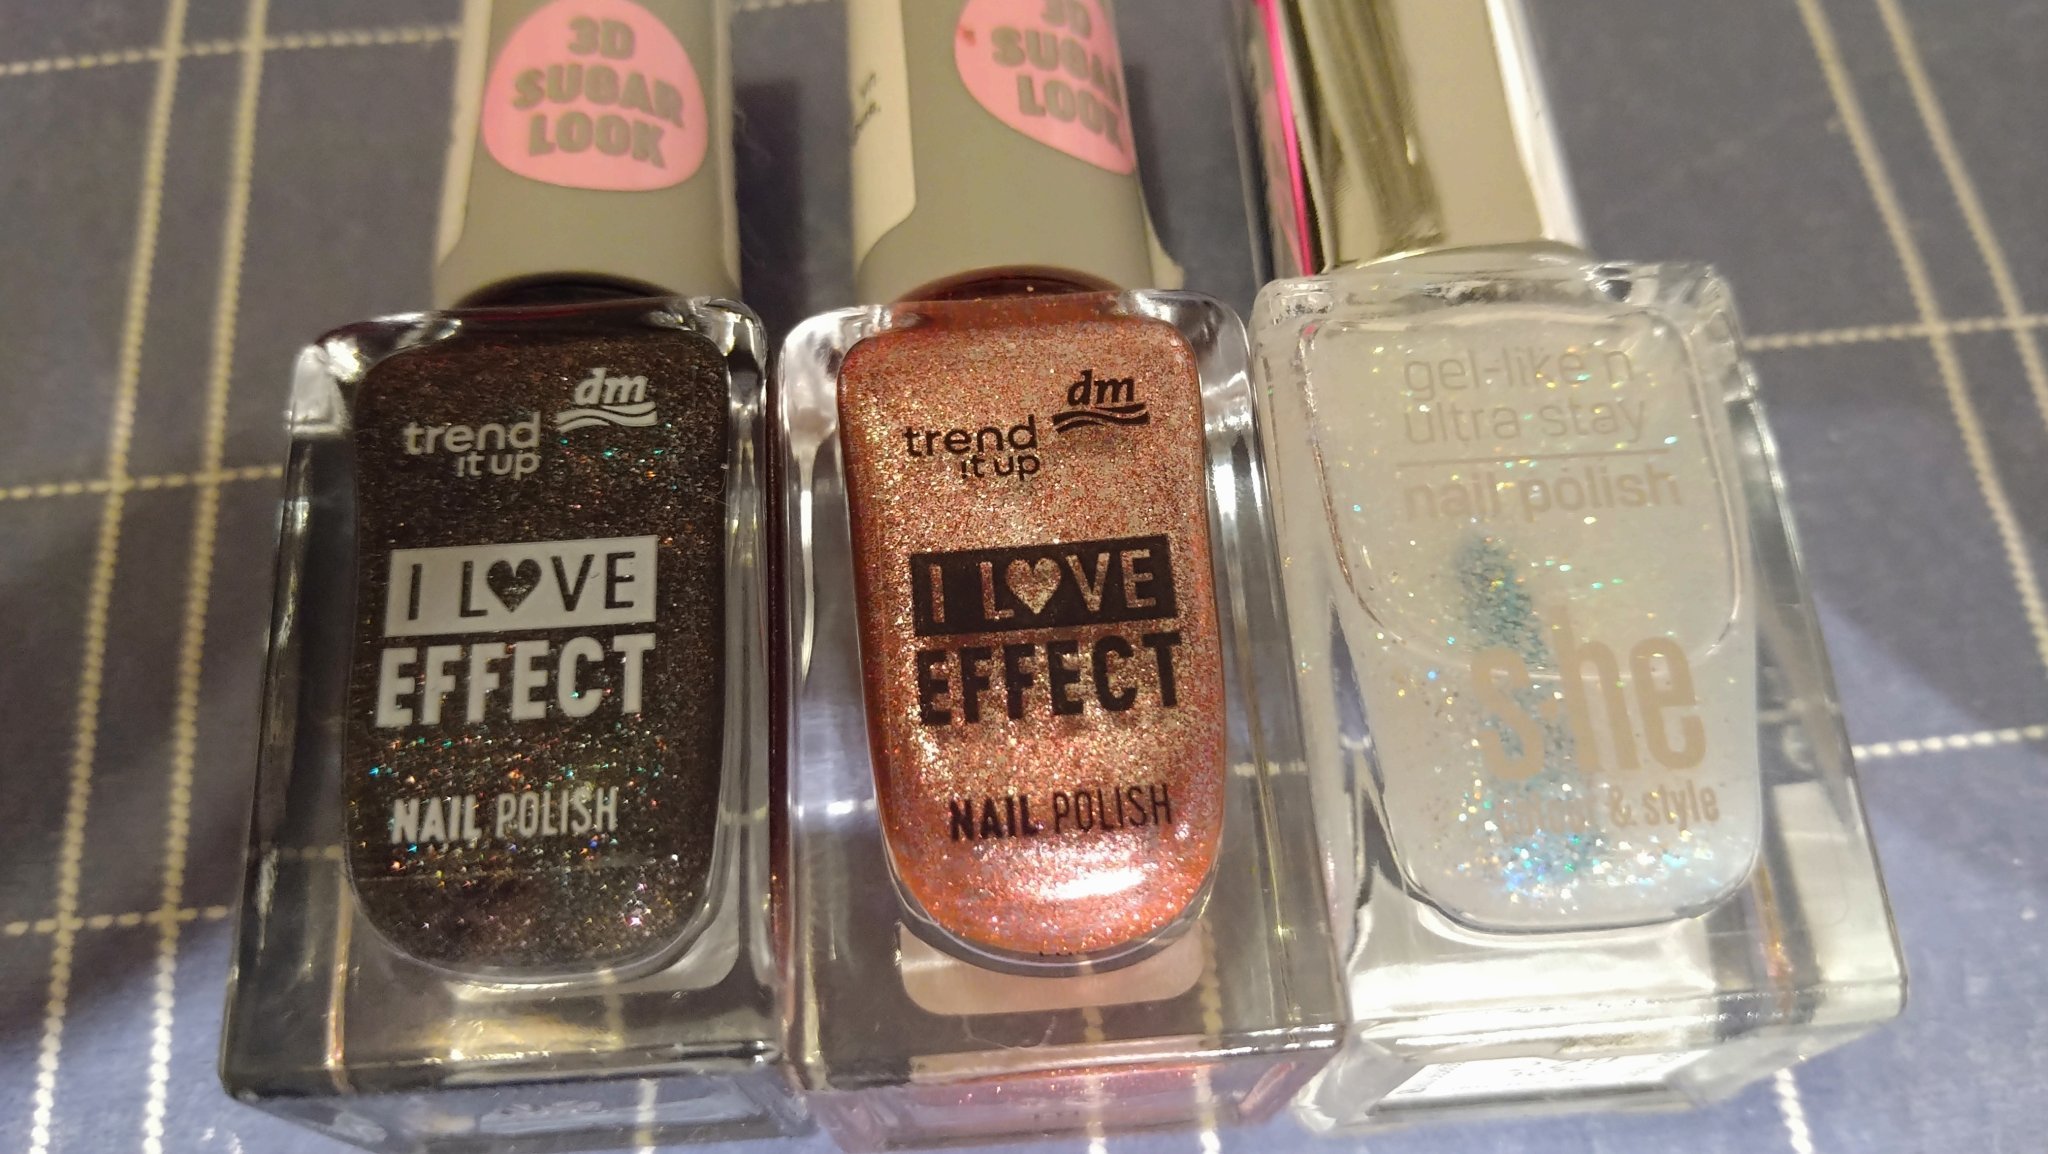 3D
SUGAR
LOOK
dm
trend
it up
I LOVE
EFFECT
NAIL POLISH
3D
SUGAR
LOOK
dm
trend
it up
I LOVE
EFFECT
NAIL POLISH
gel-like'n
ultra stay
nail polish
s·he
colour & style